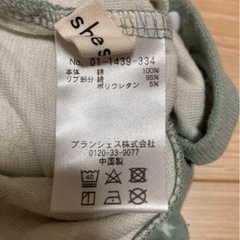 shes
No. 01-1439-334
本体 綿 100%
リブ部分 綿 95%
ポリウレタン 5%
ブランシェス株式会社
0120-33-9077
中国製
40